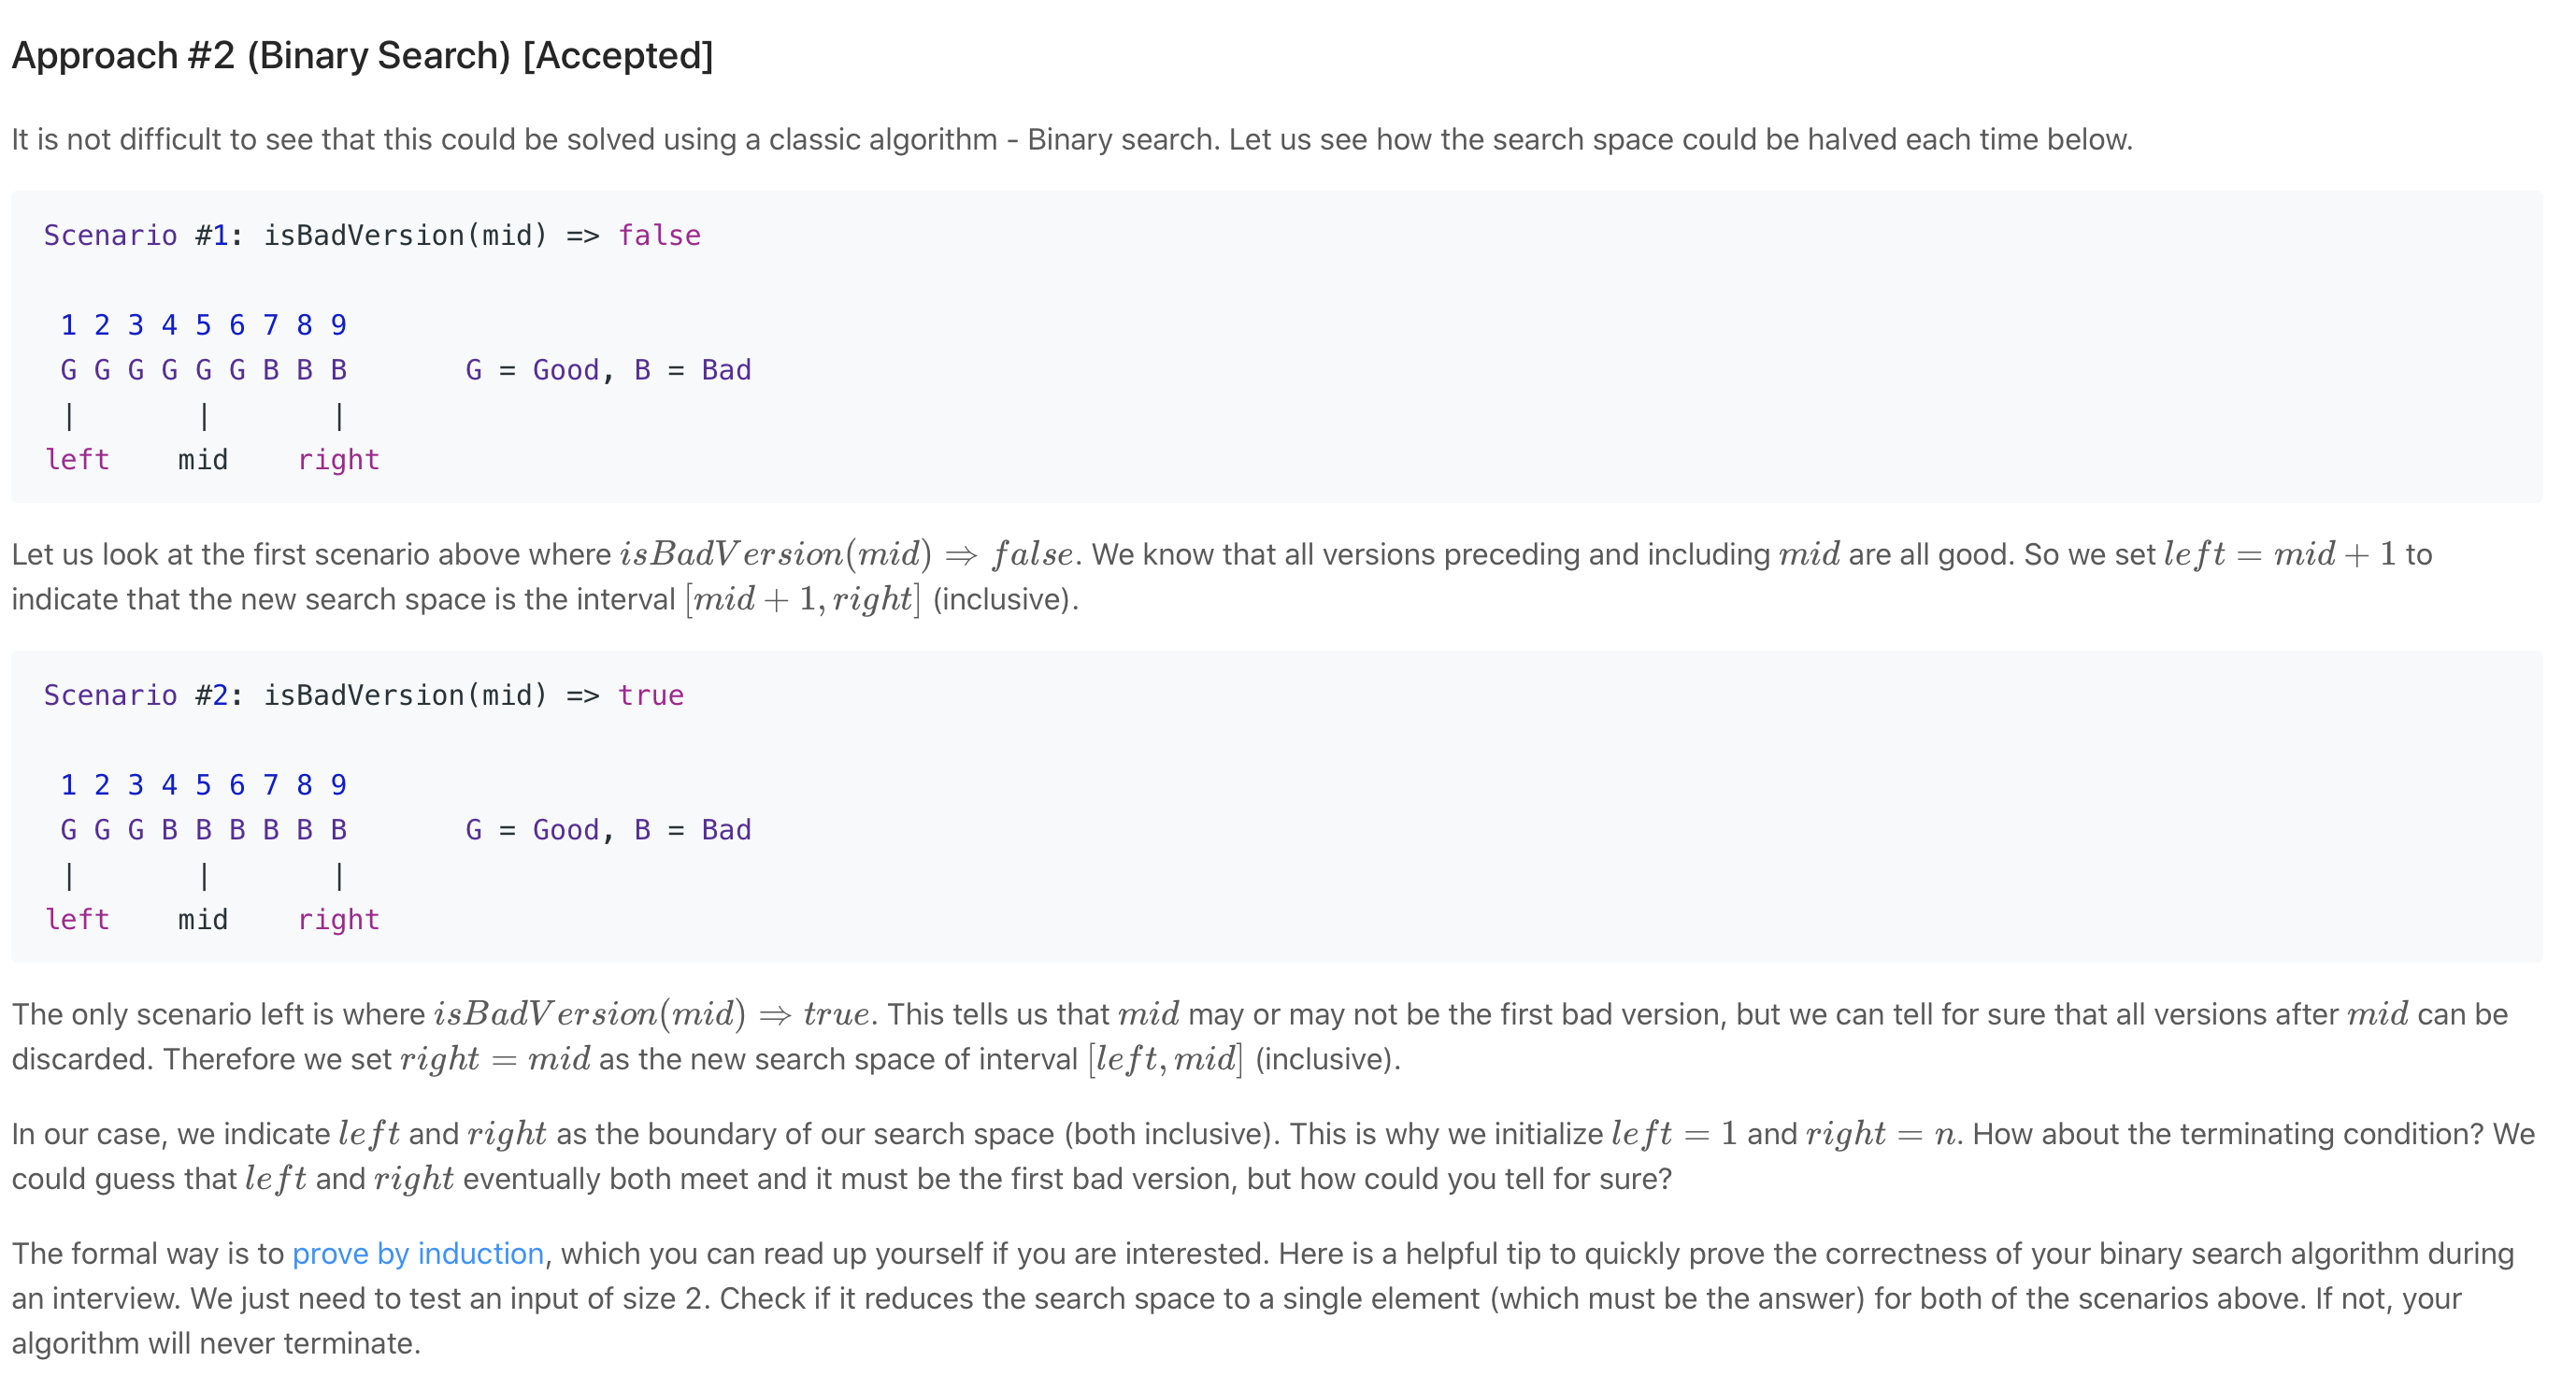 Approach #2 (Binary Search) [Accepted]
It is not difficult to see that this could be solved using a classic algorithm - Binary search. Let us see how the search space could be halved each time below.
Scenario #1: isBadVersion(mid) => false
1 2 3 4 5 6 7 8 9
G G G G G G B B B       G = Good, B = Bad
|       |       |
left    mid    right
Let us look at the first scenario above where isBadVersion(mid) ⇒ false. We know that all versions preceding and including mid are all good. So we set left = mid + 1 to
indicate that the new search space is the interval [mid + 1, right] (inclusive).
Scenario #2: isBadVersion(mid) => true
1 2 3 4 5 6 7 8 9
G G G B B B B B B       G = Good, B = Bad
|       |       |
left    mid    right
The only scenario left is where isBadVersion(mid) ⇒ true. This tells us that mid may or may not be the first bad version, but we can tell for sure that all versions after mid can be
discarded. Therefore we set right = mid as the new search space of interval [left, mid] (inclusive).
In our case, we indicate left and right as the boundary of our search space (both inclusive). This is why we initialize left = 1 and right = n. How about the terminating condition? We
could guess that left and right eventually both meet and it must be the first bad version, but how could you tell for sure?
The formal way is to prove by induction, which you can read up yourself if you are interested. Here is a helpful tip to quickly prove the correctness of your binary search algorithm during
an interview. We just need to test an input of size 2. Check if it reduces the search space to a single element (which must be the answer) for both of the scenarios above. If not, your
algorithm will never terminate.